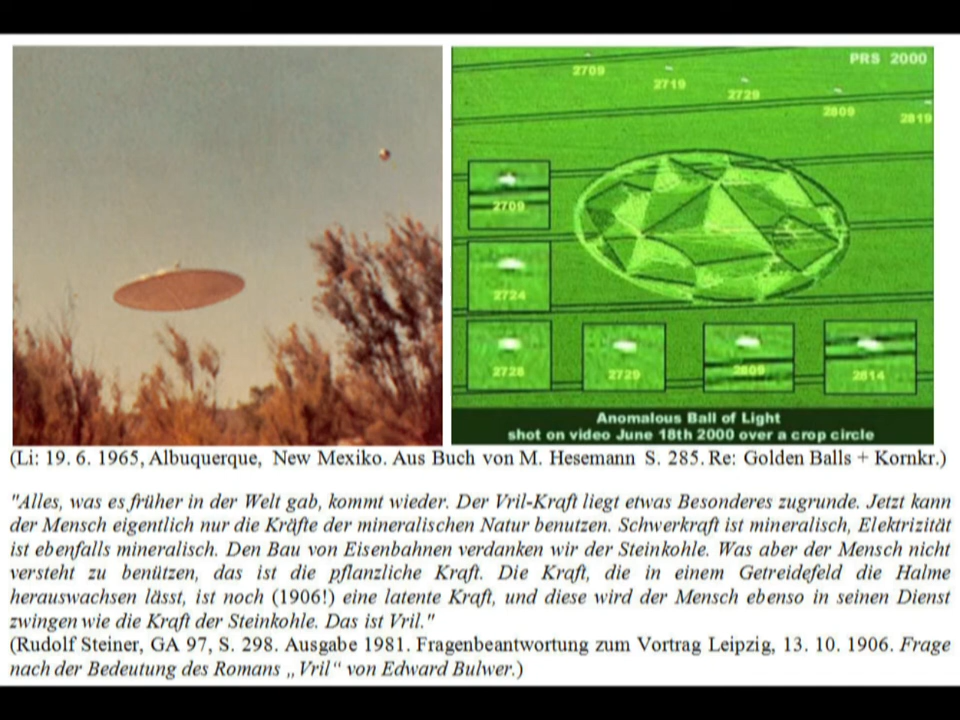 PRS 2000
2709
2719
2729
2809
2819
2709
2724
2728
2729
2809
2814
Anomalous Ball of Light
shot on video June 18th 2000 over a crop circle
(Li: 19. 6. 1965, Albuquerque, New Mexiko. Aus Buch von M. Hesemann S. 285. Re: Golden Balls + Kornkr.)
"Alles, was es früher in der Welt gab, kommt wieder. Der Vril-Kraft liegt etwas Besonderes zugrunde. Jetzt kann
der Mensch eigentlich nur die Kräfte der mineralischen Natur benutzen. Schwerkraft ist mineralisch, Elektrizität
ist ebenfalls mineralisch. Den Bau von Eisenbahnen verdanken wir der Steinkohle. Was aber der Mensch nicht
versteht zu benützen, das ist die pflanzliche Kraft. Die Kraft, die in einem Getreidefeld die Halme
herauswachsen lässt, ist noch (1906!) eine latente Kraft, und diese wird der Mensch ebenso in seinen Dienst
zwingen wie die Kraft der Steinkohle. Das ist Vril."
(Rudolf Steiner, GA 97, S. 298. Ausgabe 1981. Fragenbeantwortung zum Vortrag Leipzig, 13. 10. 1906. Frage
nach der Bedeutung des Romans „Vril“ von Edward Bulwer.)